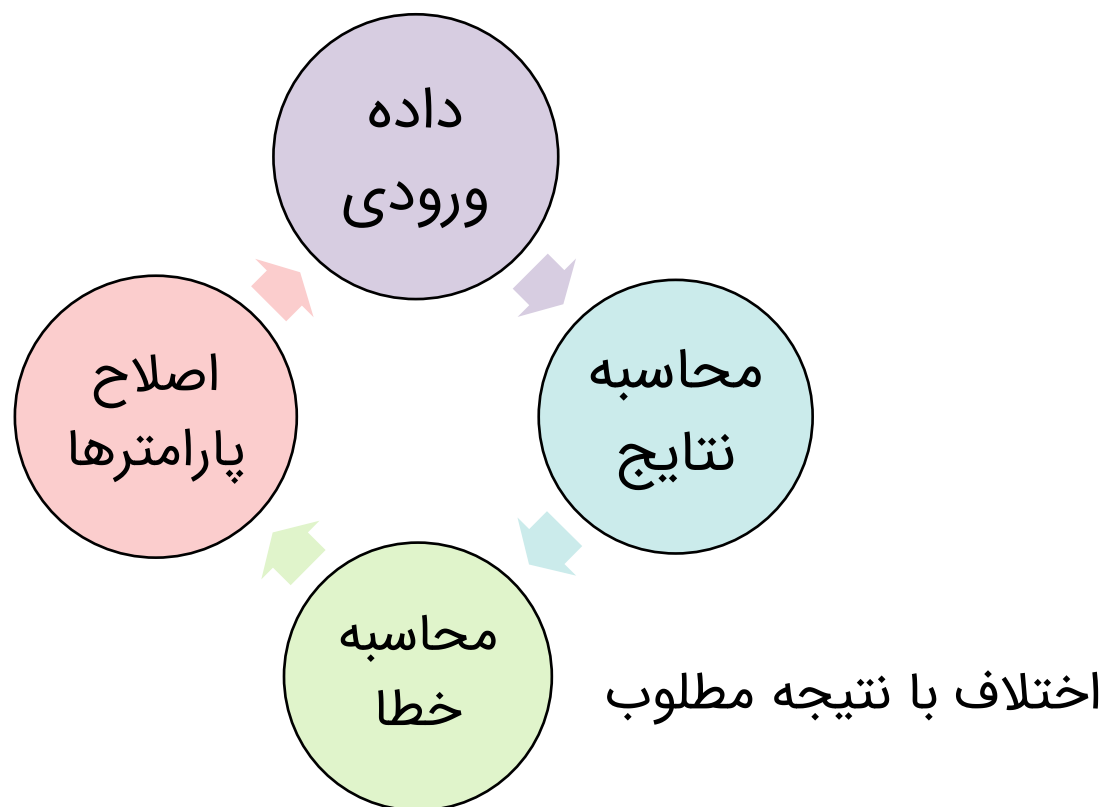 داده
ورودی
محاسبه
نتایج
محاسبه
خطا
اختلاف با نتیجه مطلوب
اصلاح
پارامترها